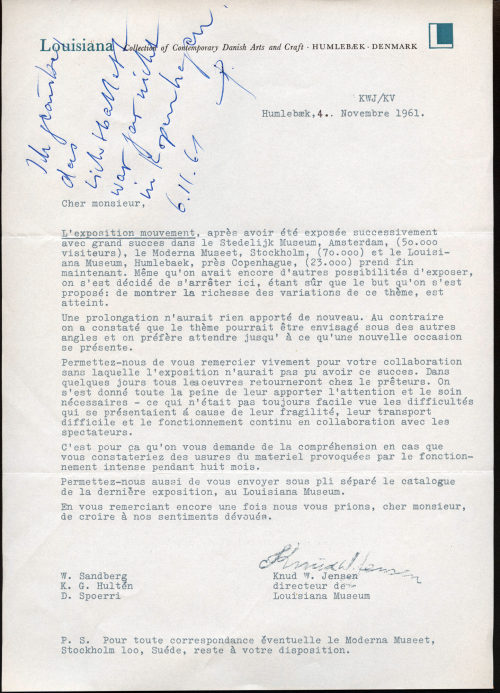 Louisiana Collection of Contemporary Danish Arts and Craft · HUMLEBÆK · DENMARK
Ich glaube
das
Lichtballett
war gar nicht
in Kopenhagen!
6.11.61
KWJ/KV
Humlebæk, 4.. Novembre 1961.
Cher monsieur,
L'exposition mouvement, après avoir été exposée successivement
avec grand succes dans le Stedelijk Museum, Amsterdam, (50.000
visiteurs), le Moderna Museet, Stockholm, (70.000) et le Louisi-
ana Museum, Humlebaek, près Copenhague, (23.000) prend fin
maintenant. Même qu'on avait encore d'autres possibilités d'exposer,
on s'est décidé de s'arrêter ici, étant sûr que le but qu'on s'est
proposé: de montrer la richesse des variations de ce thème, est
atteint.
Une prolongation n'aurait rien apporté de nouveau. Au contraire
on a constaté que le thème pourrait être envisagé sous des autres
angles et on préfère attendre jusqu' à ce qu'une nouvelle occasion
se présente.
Permettez-nous de vous remercier vivement pour votre collaboration
sans laquelle l'exposition n'aurait pas pu avoir ce succes. Dans
quelques jours tous les oeuvres retourneront chez le prêteurs. On
s'est donné toute la peine de leur apporter l'attention et le soin
nécessaires - ce qui n'était pas toujours facile vue les difficultés
qui se présentaient á cause de leur fragilité, leur transport
difficile et le fonctionnement continu en collaboration avec les
spectateurs.
C'est pour ça qu'on vous demande de la compréhension en cas que
vous constateriez des usures du materiel provoquées par le fonction-
nement intense pendant huit mois.
Permettez-nous aussi de vous envoyer sous pli séparé le catalogue
de la dernière exposition, au Louisiana Museum.
En vous remerciant encore une fois nous vous prions, cher monsieur,
de croire à nos sentiments dévoués.
Knud W. Jensen
W. Sandberg
K. G. Hultén
D. Spoerri
Knud W. Jensen
directeur de
Louisiana Museum
P. S. Pour toute correspondance éventuelle le Moderna Museet,
Stockholm loo, Suéde, reste à votre disposition.